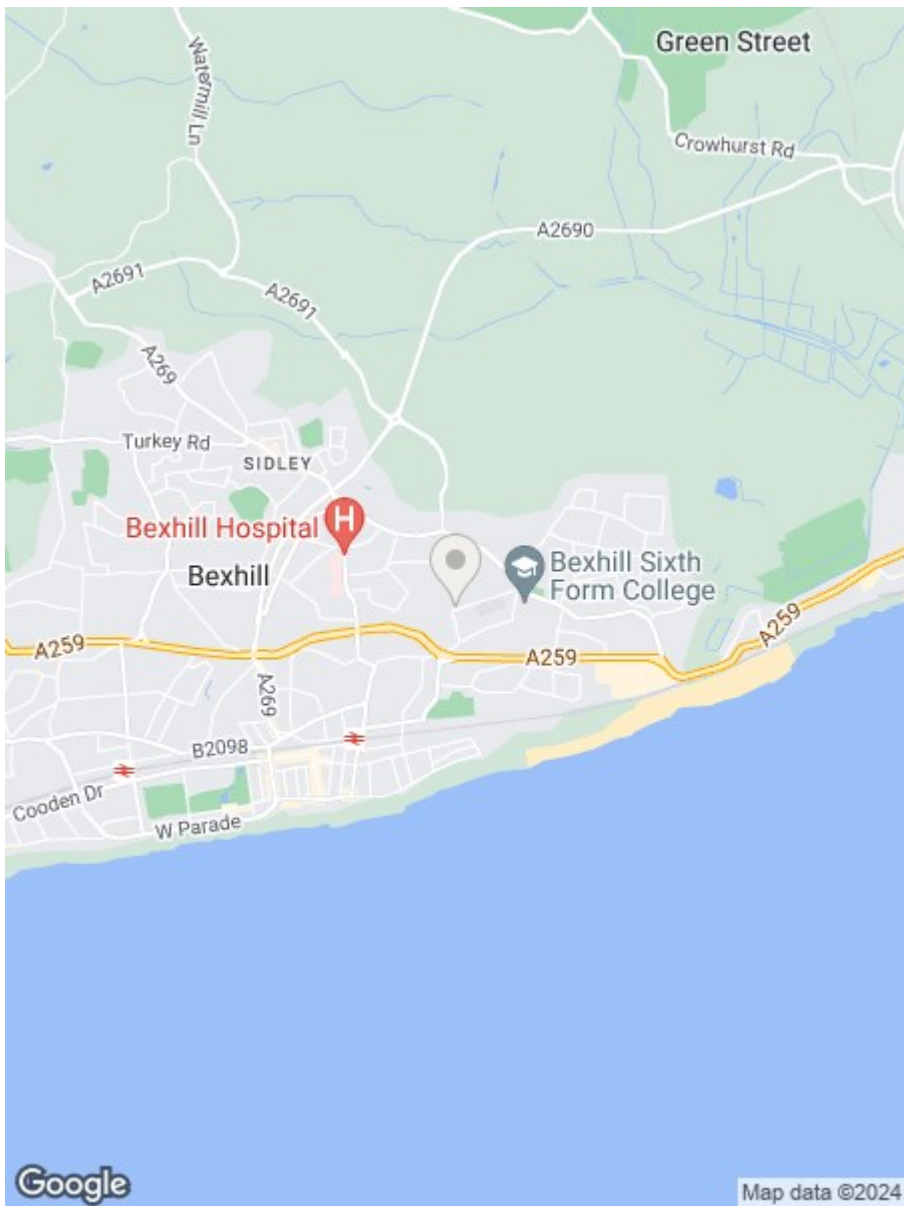 Green Street
Watermill Ln
Crowhurst Rd
A2690
A2691
A2691
A269
Turkey Rd
SIDLEY
Bexhill Hospital
H
Bexhill Sixth
Form College
Bexhill
A259
A259
A259
A269
B2098
Cooden Dr
W Parade
Google
Map data ©2024